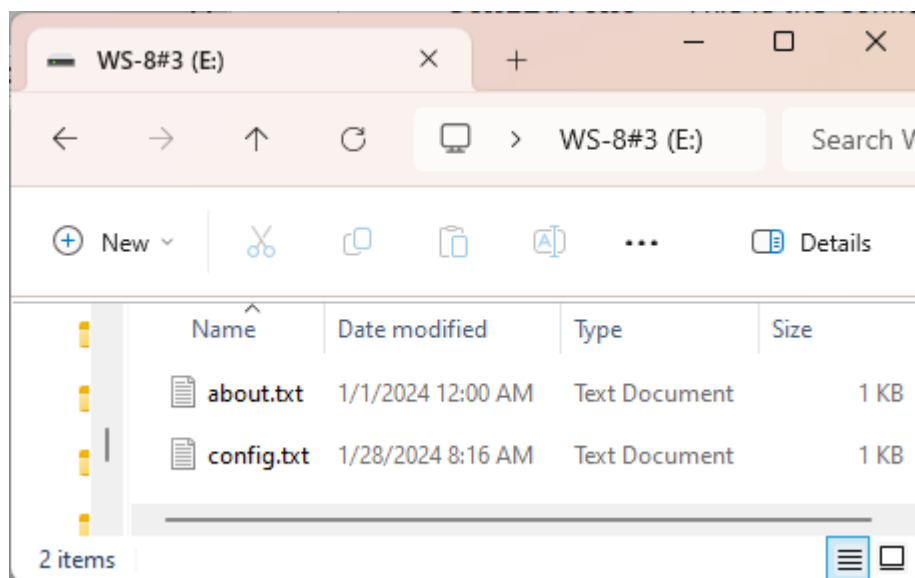 WS-8#3 (E:)
WS-8#3 (E:)
Search
New
Details
Name Date modified Type Size
about.txt 1/1/2024 12:00 AM Text Document 1 KB
config.txt 1/28/2024 8:16 AM Text Document 1 KB
2 items